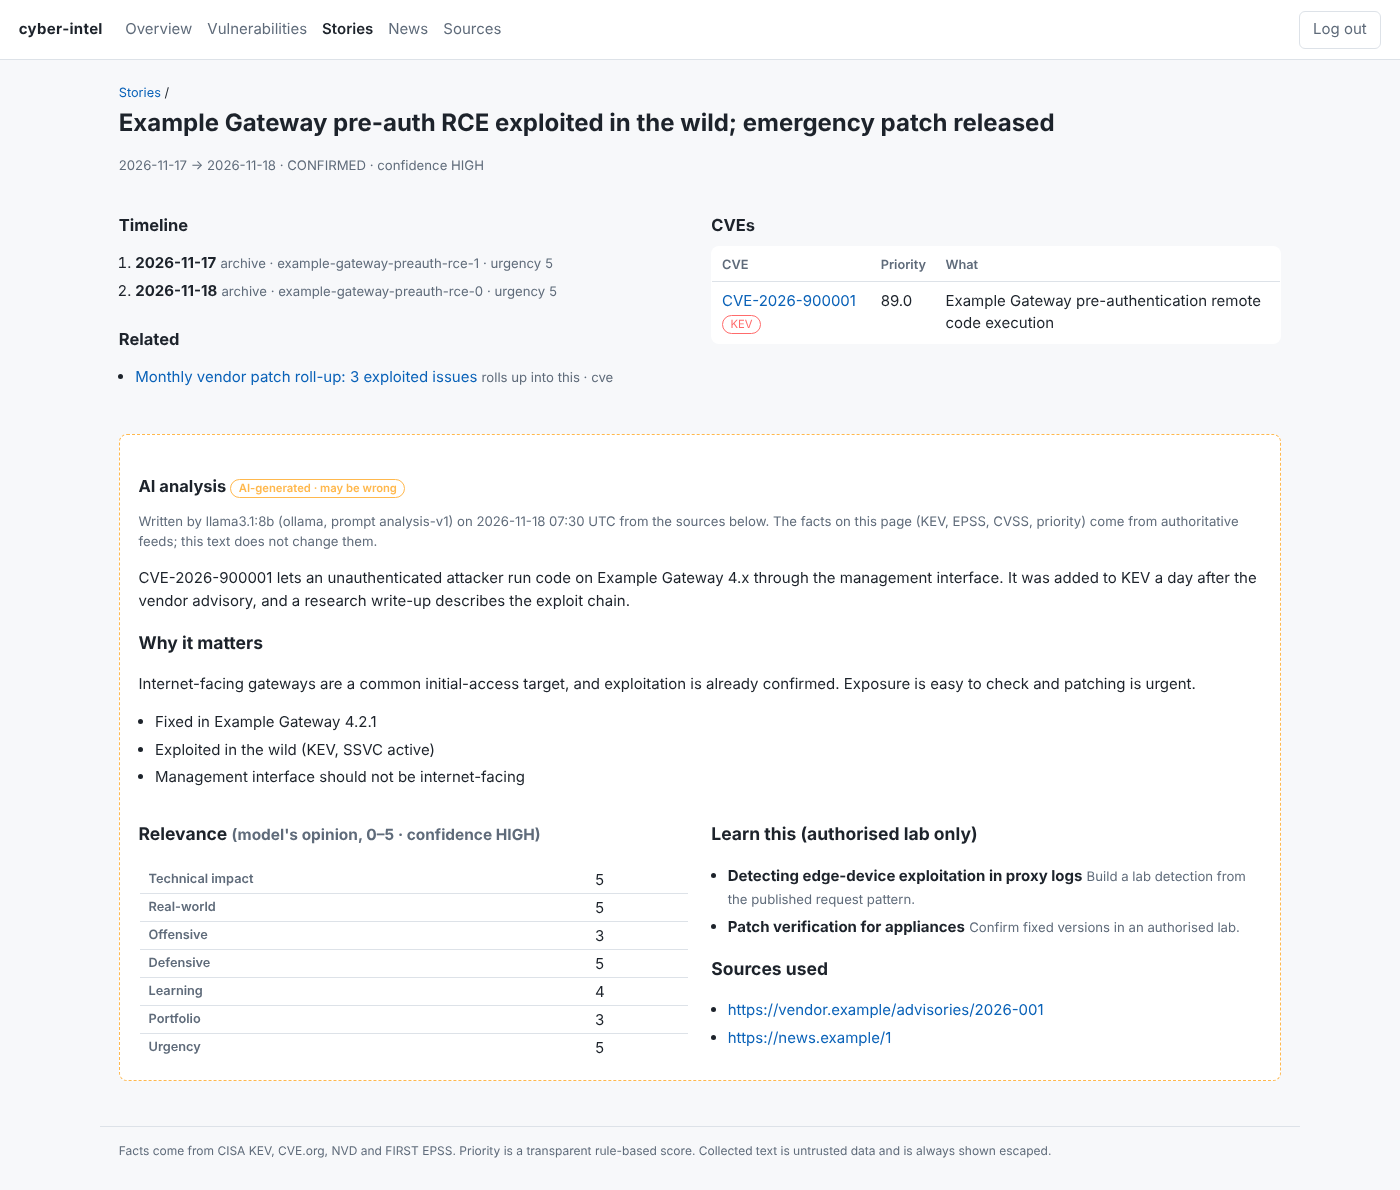 cyber-intel Overview Vulnerabilities Stories News Sources Log out
Stories /
Example Gateway pre-auth RCE exploited in the wild; emergency patch released
2026-11-17 → 2026-11-18 · CONFIRMED · confidence HIGH
Timeline
1. 2026-11-17 archive · example-gateway-preauth-rce-1 · urgency 5
2. 2026-11-18 archive · example-gateway-preauth-rce-0 · urgency 5
Related
• Monthly vendor patch roll-up: 3 exploited issues rolls up into this · cve
CVEs
CVE Priority What
CVE-2026-900001 89.0 Example Gateway pre-authentication remote
KEV code execution
AI analysis AI-generated · may be wrong
Written by llama3.1:8b (ollama, prompt analysis-v1) on 2026-11-18 07:30 UTC from the sources below. The facts on this page (KEV, EPSS, CVSS, priority) come from authoritative
feeds; this text does not change them.
CVE-2026-900001 lets an unauthenticated attacker run code on Example Gateway 4.x through the management interface. It was added to KEV a day after the
vendor advisory, and a research write-up describes the exploit chain.
Why it matters
Internet-facing gateways are a common initial-access target, and exploitation is already confirmed. Exposure is easy to check and patching is urgent.
• Fixed in Example Gateway 4.2.1
• Exploited in the wild (KEV, SSVC active)
• Management interface should not be internet-facing
Relevance (model's opinion, 0–5 · confidence HIGH)
Technical impact 5
Real-world 5
Offensive 3
Defensive 5
Learning 4
Portfolio 3
Urgency 5
Learn this (authorised lab only)
• Detecting edge-device exploitation in proxy logs Build a lab detection from
the published request pattern.
• Patch verification for appliances Confirm fixed versions in an authorised lab.
Sources used
• https://vendor.example/advisories/2026-001
• https://news.example/1
Facts come from CISA KEV, CVE.org, NVD and FIRST EPSS. Priority is a transparent rule-based score. Collected text is untrusted data and is always shown escaped.